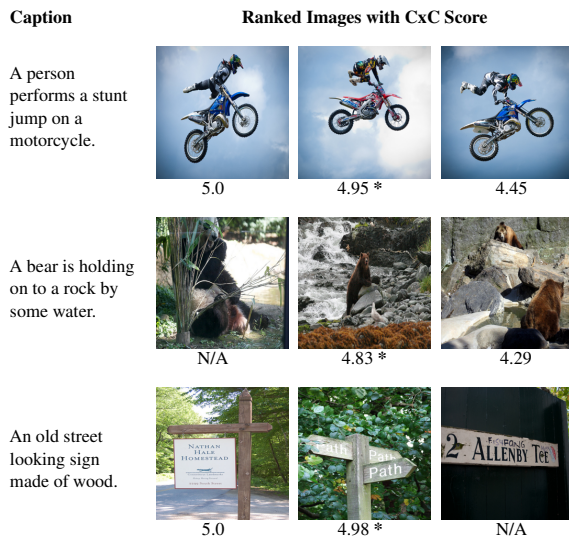 Caption
Ranked Images with CxC Score
A person
performs a stunt
jump on a
motorcycle.
5.0
4.95 *
4.45
A bear is holding
on to a rock by
some water.
N/A
4.83 *
4.29
An old street
looking sign
made of wood.
NATHAN
HALE
HOMESTEAD
Path
Path
Path
2
FISHPONG
ALLENBY TCE
5.0
4.98 *
N/A